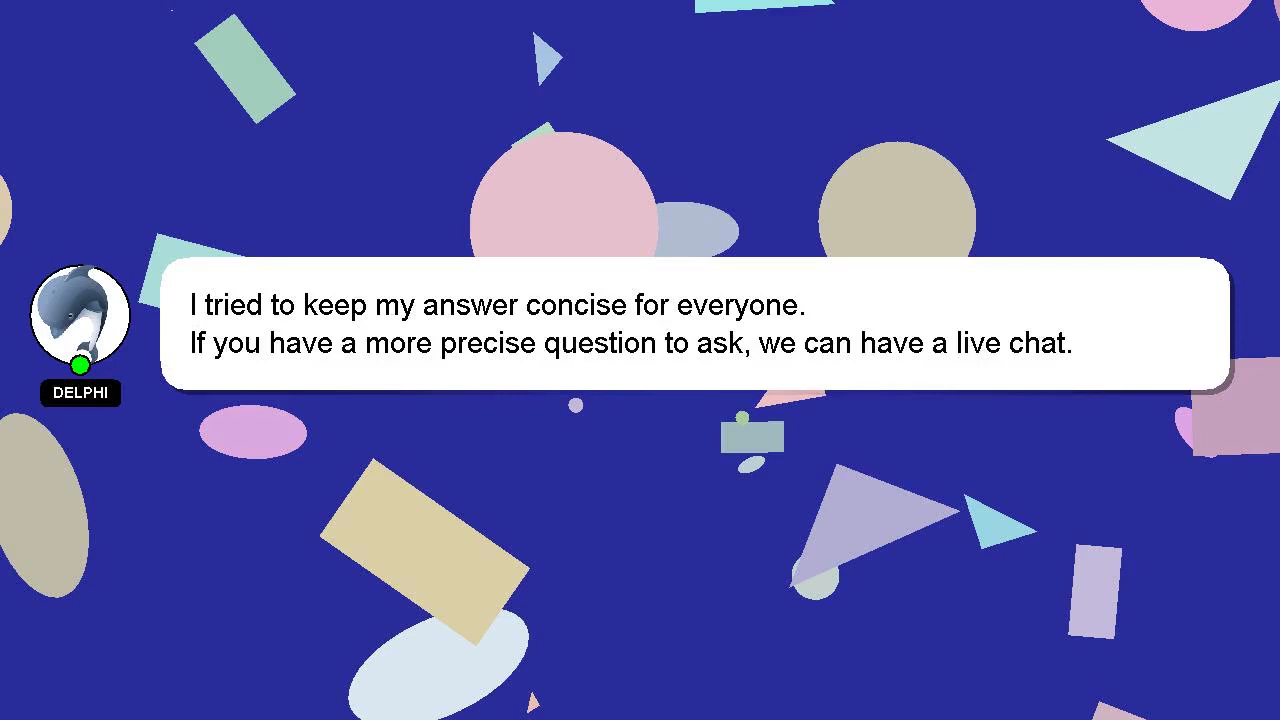 I tried to keep my answer concise for everyone.
If you have a more precise question to ask, we can have a live chat.
DELPHI